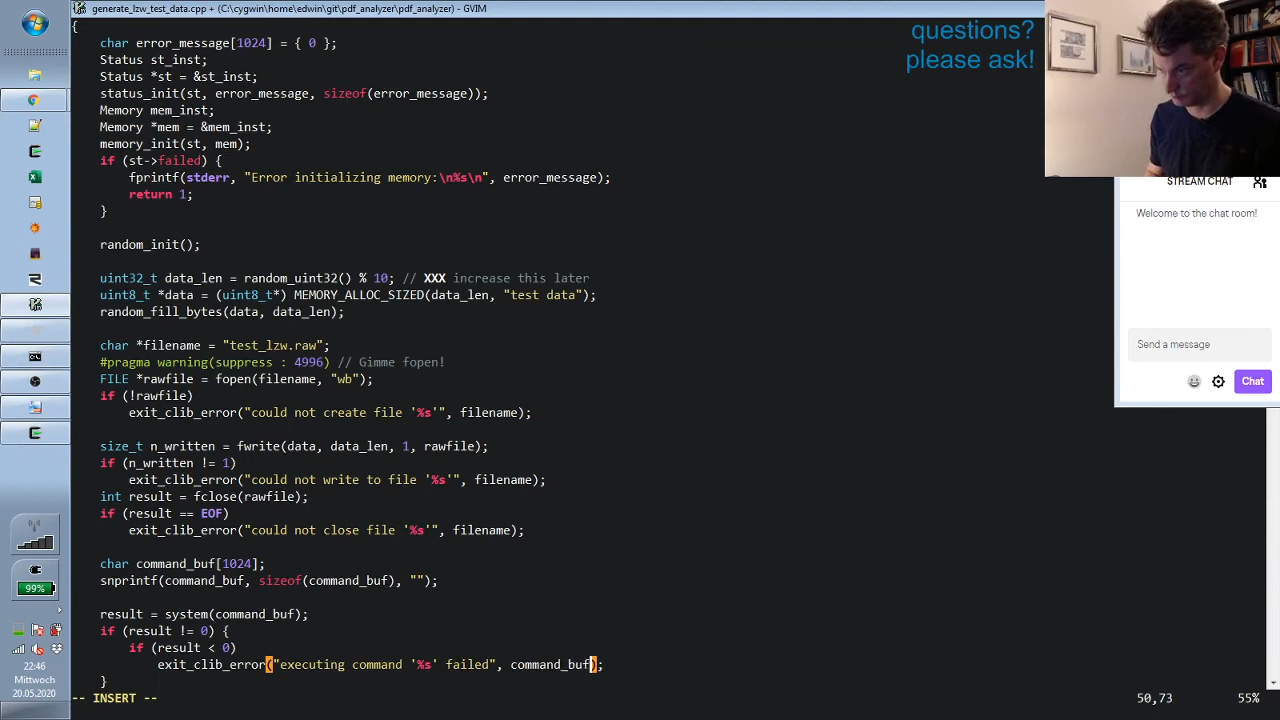 generate_lzw_test_data.cpp + (C:\cygwin\home\edwin\git\pdf_analyzer\pdf_analyzer) - GVIM
{
char error_message[1024] = { 0 };
Status st_inst;
Status *st = &st_inst;
status_init(st, error_message, sizeof(error_message));
Memory mem_inst;
Memory *mem = &mem_inst;
memory_init(st, mem);
if (st->failed) {
fprintf(stderr, "Error initializing memory:\n%s\n", error_message);
return 1;
}
random_init();
uint32_t data_len = random_uint32() % 10; // XXX increase this later
uint8_t *data = (uint8_t*) MEMORY_ALLOC_SIZED(data_len, "test data");
random_fill_bytes(data, data_len);
char *filename = "test_lzw.raw";
#pragma warning(suppress : 4996) // Gimme fopen!
FILE *rawfile = fopen(filename, "wb");
if (!rawfile)
exit_clib_error("could not create file '%s'", filename);
size_t n_written = fwrite(data, data_len, 1, rawfile);
if (n_written != 1)
exit_clib_error("could not write to file '%s'", filename);
int result = fclose(rawfile);
if (result == EOF)
exit_clib_error("could not close file '%s'", filename);
char command_buf[1024];
snprintf(command_buf, sizeof(command_buf), "");
result = system(command_buf);
if (result != 0) {
if (result < 0)
exit_clib_error("executing command '%s' failed", command_buf);
}
-- INSERT --
50,73
55%
questions?
please ask!
STREAM CHAT
Welcome to the chat room!
Send a message
Chat
99%
22:46
Mittwoch
20.05.2020